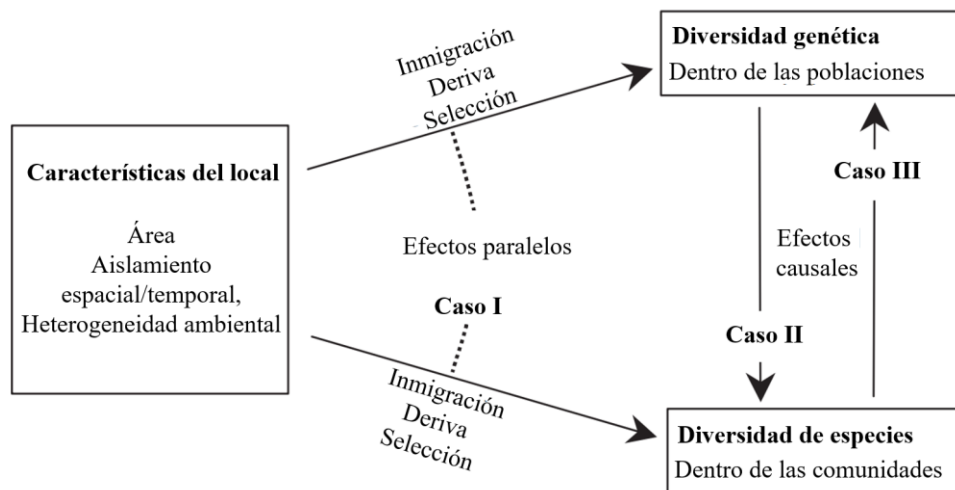 Inmigración
Deriva
Selección
Diversidad genética
Dentro de las poblaciones
Características del local
Área
Aislamiento
espacial/temporal,
Heterogeneidad ambiental
Efectos paralelos
Caso I
Caso III
Efectos
causales
Caso II
Inmigración
Deriva
Selección
Diversidad de especies
Dentro de las comunidades